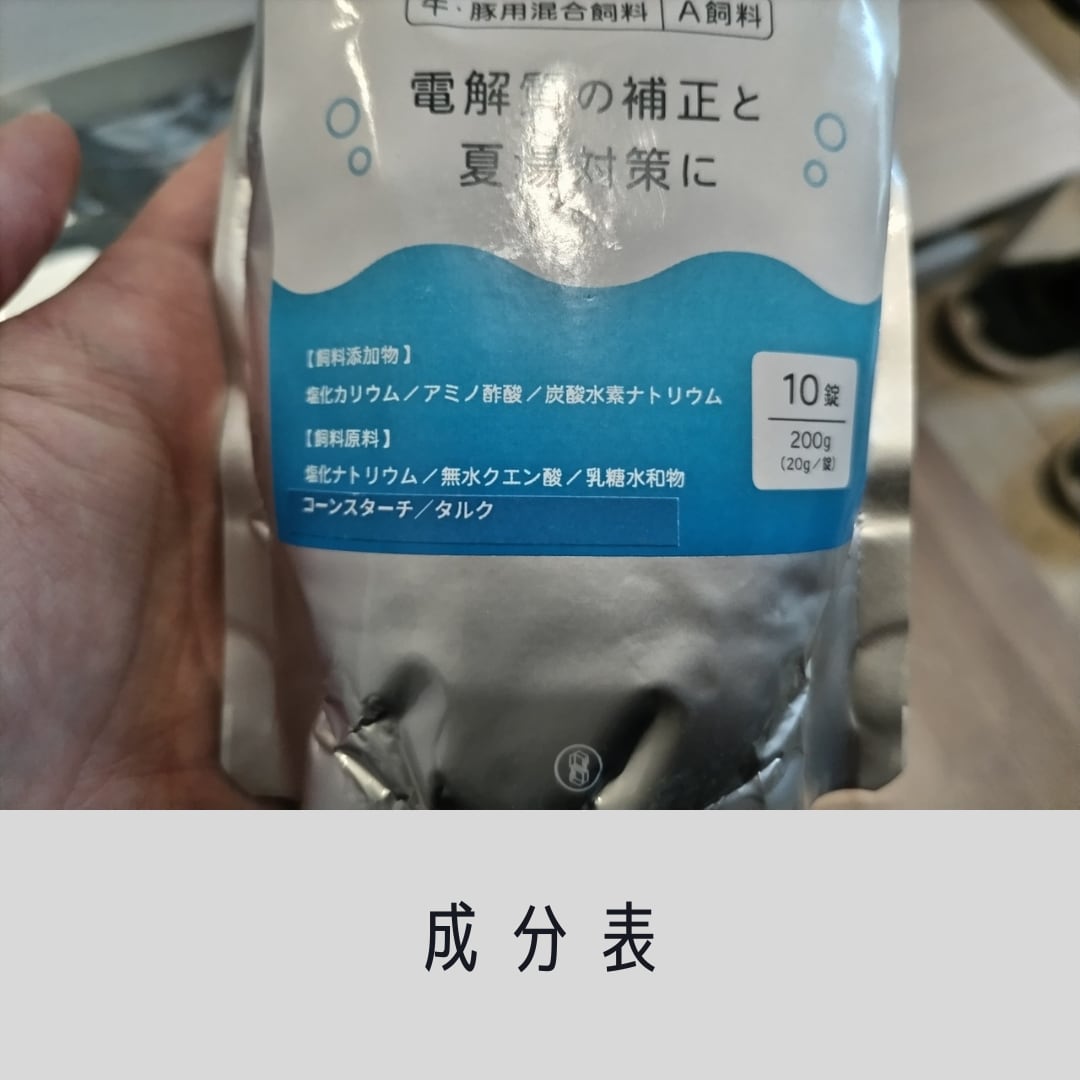 牛、豚用混合飼料 A飼料
電解質の補正と
夏場対策に
【飼料添加物】
塩化カリウム／アミノ酢酸／炭酸水素ナトリウム
【飼料原料】
塩化ナトリウム／無水クエン酸／乳糖水和物
コーンスターチ／タルク
10錠
200g
(20g／錠)
成分表